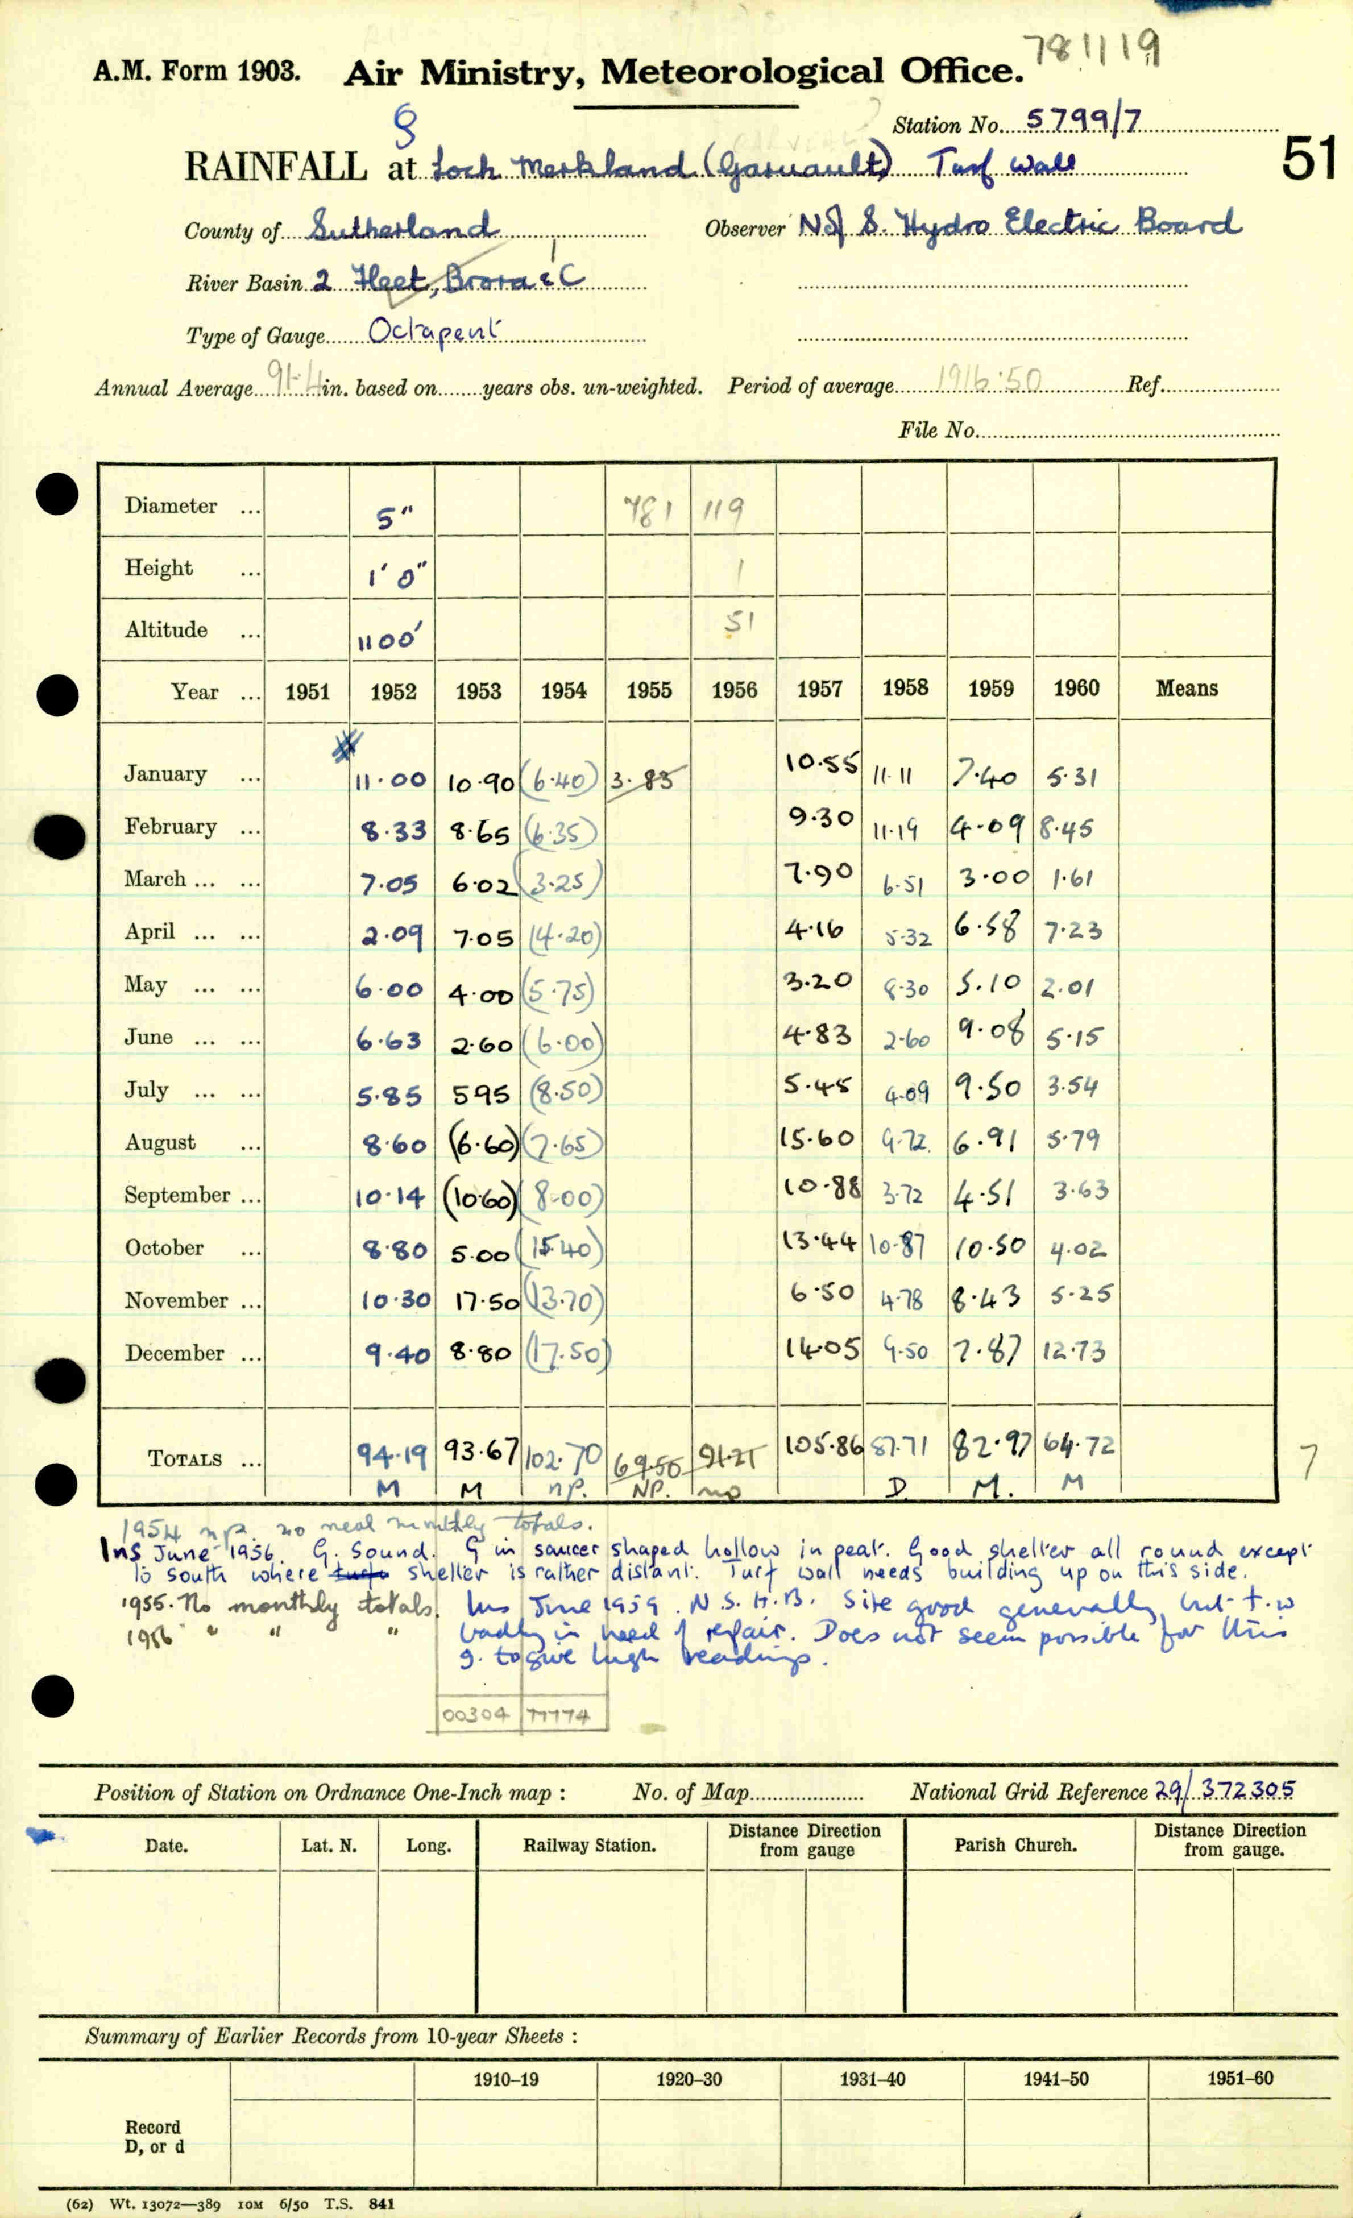 781119
A.M. Form 1903. Air Ministry, Meteorological Office.
Station No. 5799/7
51
§
RAINFALL at Loch Merkland (Garvault) Turf Wall
County of Sutherland Observer N of S. Hydro Electric Board
River Basin 2 Fleet, Brora & C
Type of Gauge Octapent
Annual Average 91.4 in. based on years obs. un-weighted. Period of average 1916-50 Ref.
File No.
Diameter ... 5" 781 119
Height ... 1' 0" 1
Altitude ... 1100' 51
Year ... 1951 1952 1953 1954 1955 1956 1957 1958 1959 1960 Means
January ... 11.00 10.90 (6.40) 3.85 10.55 11.11 7.40 5.31
February ... 8.33 8.65 (6.35) 9.30 11.19 4.09 8.45
March ... ... 7.05 6.02 (3.25) 7.90 6.51 3.00 1.61
April ... ... 2.09 7.05 (4.20) 4.16 5.32 6.58 7.23
May ... ... 6.00 4.00 (5.75) 3.20 8.30 5.10 2.01
June ... ... 6.63 2.60 (6.00) 4.83 2.60 9.08 5.15
July ... ... 5.85 595 (8.50) 5.45 4.09 9.50 3.54
August ... 8.60 (6.60) (7.65) 15.60 9.72 6.91 5.79
September ... 10.14 (10.60) (8.00) 10.88 3.72 4.51 3.63
October ... 8.80 5.00 (15.40) 13.44 10.87 10.50 4.02
November ... 10.30 17.50 (13.70) 6.50 4.78 8.43 5.25
December ... 9.40 8.80 (17.50) 14.05 9.50 7.87 12.73
TOTALS ... 94.19 93.67 102.70 69.55 91.21 105.86 87.71 82.97 64.72 7
M M np. NP. np D. M. M
1954 np. no real monthly totals.
Ins June 1956. G. Sound. G in saucer shaped hollow in peat. Good shelter all round except
to south where turf shelter is rather distant. Turf wall needs building up on this side.
1955. No monthly totals. Ins June 1959. N.S.H.B. Site good generally, but t.w
1956 " " " badly in need of repair. Does not seem possible for this
g. to give high readings.
00304 77774
Position of Station on Ordnance One-Inch map : No. of Map National Grid Reference 29/372305
Date. Lat. N. Long. Railway Station. Distance Direction from gauge Parish Church. Distance Direction from gauge.
Summary of Earlier Records from 10-year Sheets :
1910–19 1920–30 1931–40 1941–50 1951–60
Record
D, or d
(62) Wt. 13072—389 10M 6/50 T.S. 841